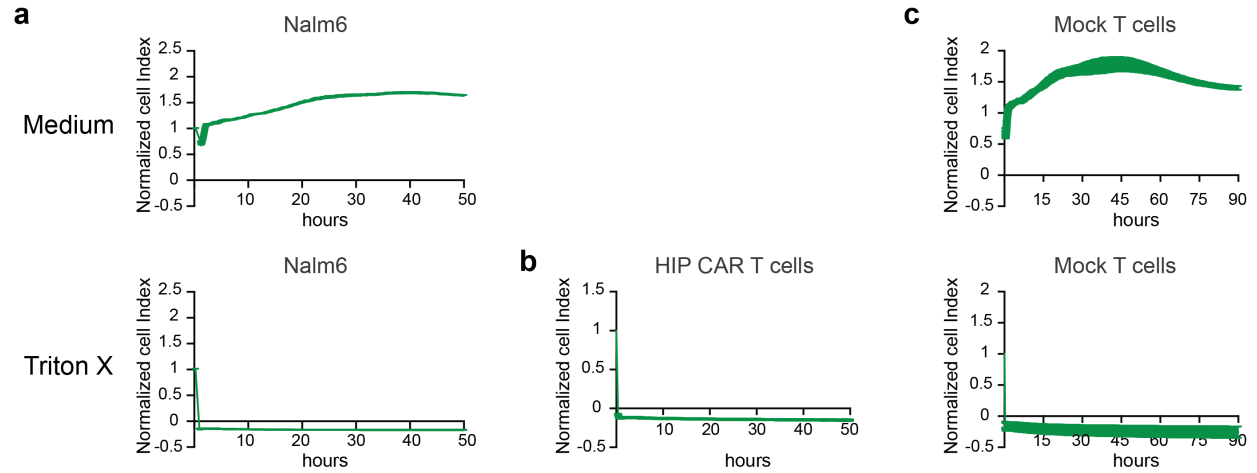 a
Nalm6
Medium
Normalized cell Index
2.5
2
1.5
1
0.5
0
-0.5
10 20 30 40 50
hours
c
Mock T cells
Normalized cell Index
2
1.5
1
0.5
0
-0.5
15 30 45 60 75 90
hours
Nalm6
Triton X
Normalized cell Index
2.5
2
1.5
1
0.5
0
-0.5
10 20 30 40 50
hours
b
HIP CAR T cells
Normalized cell Index
1.5
1
0.5
0
-0.5
10 20 30 40 50
hours
Mock T cells
Normalized cell Index
2
1.5
1
0.5
0
-0.5
15 30 45 60 75 90
hours